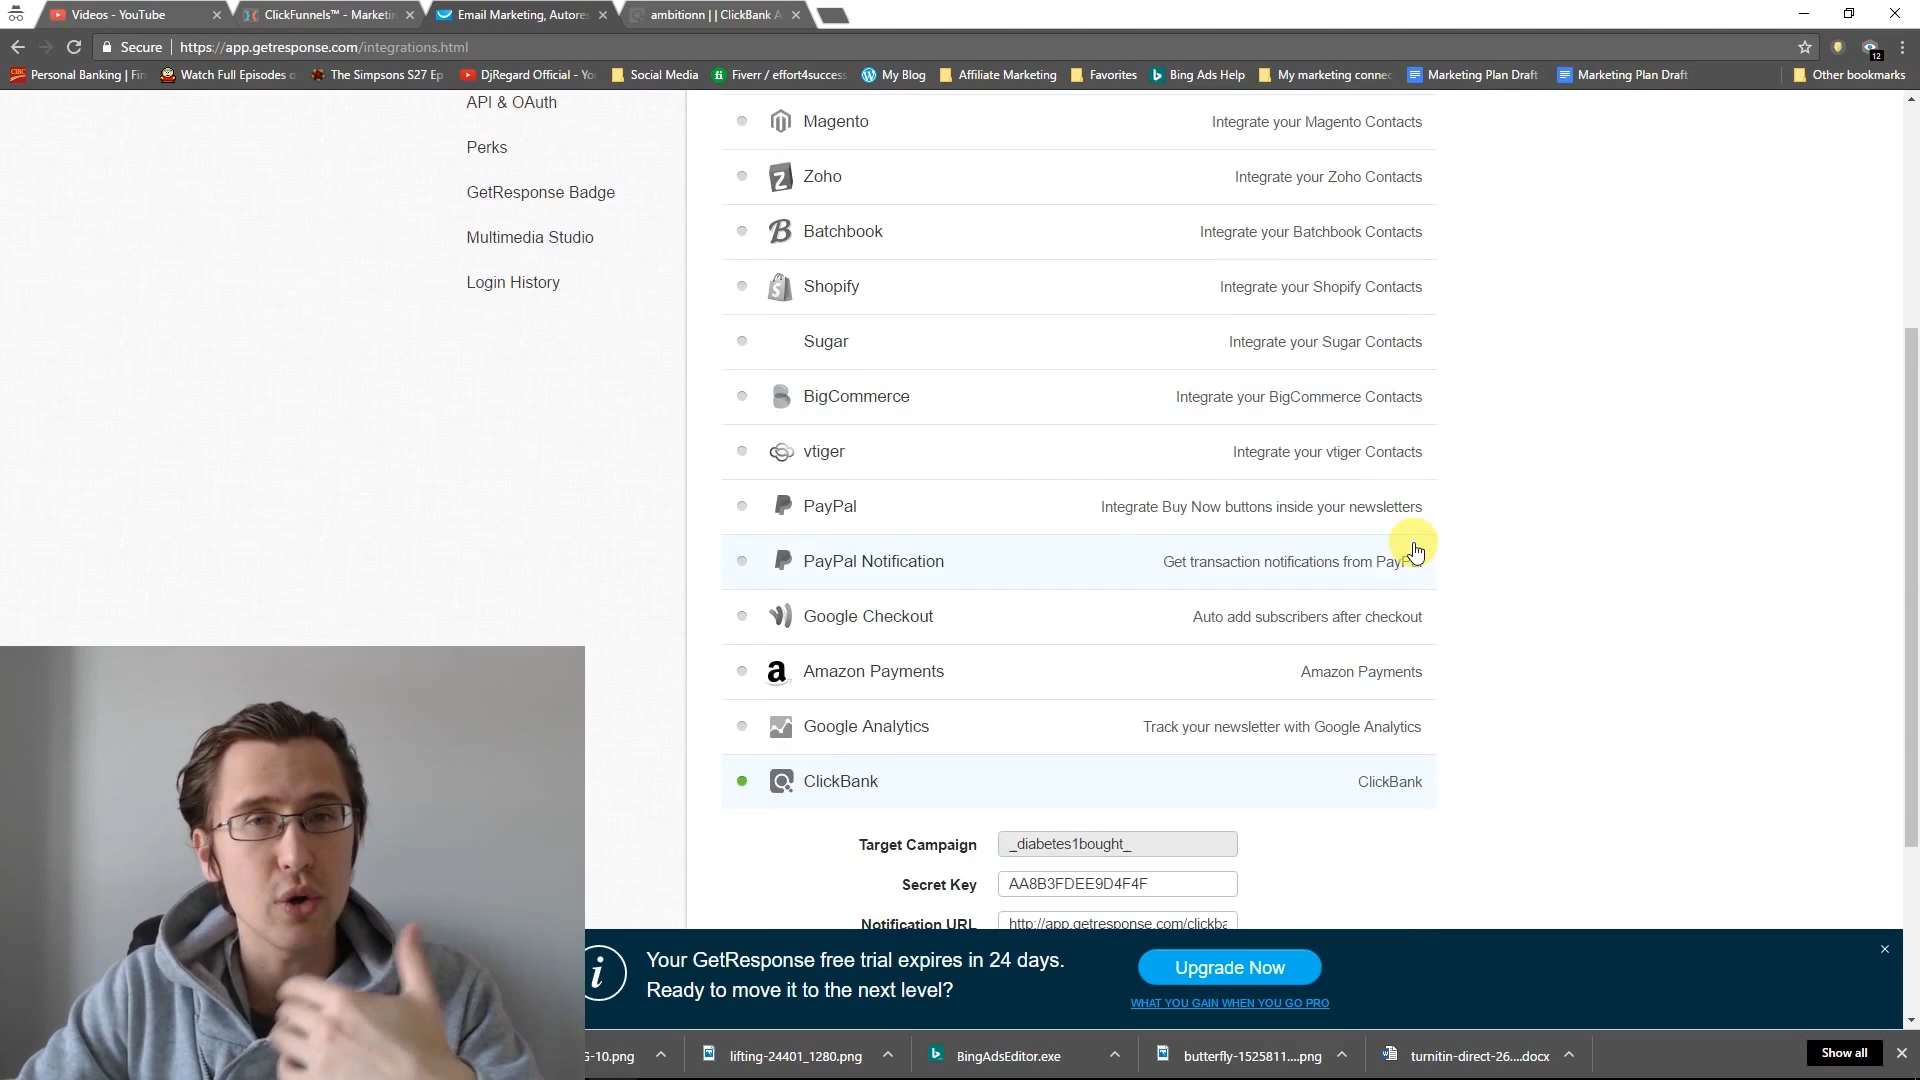 Videos - YouTube
ClickFunnels™ - Marketin
Email Marketing, Autores
ambitionn | | ClickBank A
Secure
https://app.getresponse.com/integrations.html
12
Personal Banking | Fin
Watch Full Episodes o
The Simpsons S27 Ep
DjRegard Official - Yo
Social Media
Fiverr / effort4success
My Blog
Affiliate Marketing
Favorites
Bing Ads Help
My marketing connec
Marketing Plan Draft
Marketing Plan Draft
Other bookmarks
API & OAuth
Perks
GetResponse Badge
Multimedia Studio
Login History
Magento
Integrate your Magento Contacts
Zoho
Integrate your Zoho Contacts
Batchbook
Integrate your Batchbook Contacts
Shopify
Integrate your Shopify Contacts
Sugar
Integrate your Sugar Contacts
BigCommerce
Integrate your BigCommerce Contacts
vtiger
Integrate your vtiger Contacts
PayPal
Integrate Buy Now buttons inside your newsletters
PayPal Notification
Get transaction notifications from PayPal
Google Checkout
Auto add subscribers after checkout
Amazon Payments
Amazon Payments
Google Analytics
Track your newsletter with Google Analytics
ClickBank
ClickBank
Target Campaign
_diabetes1bought_
Secret Key
AA8B3FDEE9D4F4F
Notification URL
http://app.getresponse.com/clickba
Your GetResponse free trial expires in 24 days.
Ready to move it to the next level?
Upgrade Now
WHAT YOU GAIN WHEN YOU GO PRO
G-10.png
lifting-24401_1280.png
BingAdsEditor.exe
butterfly-1525811....png
turnitin-direct-26....docx
Show all